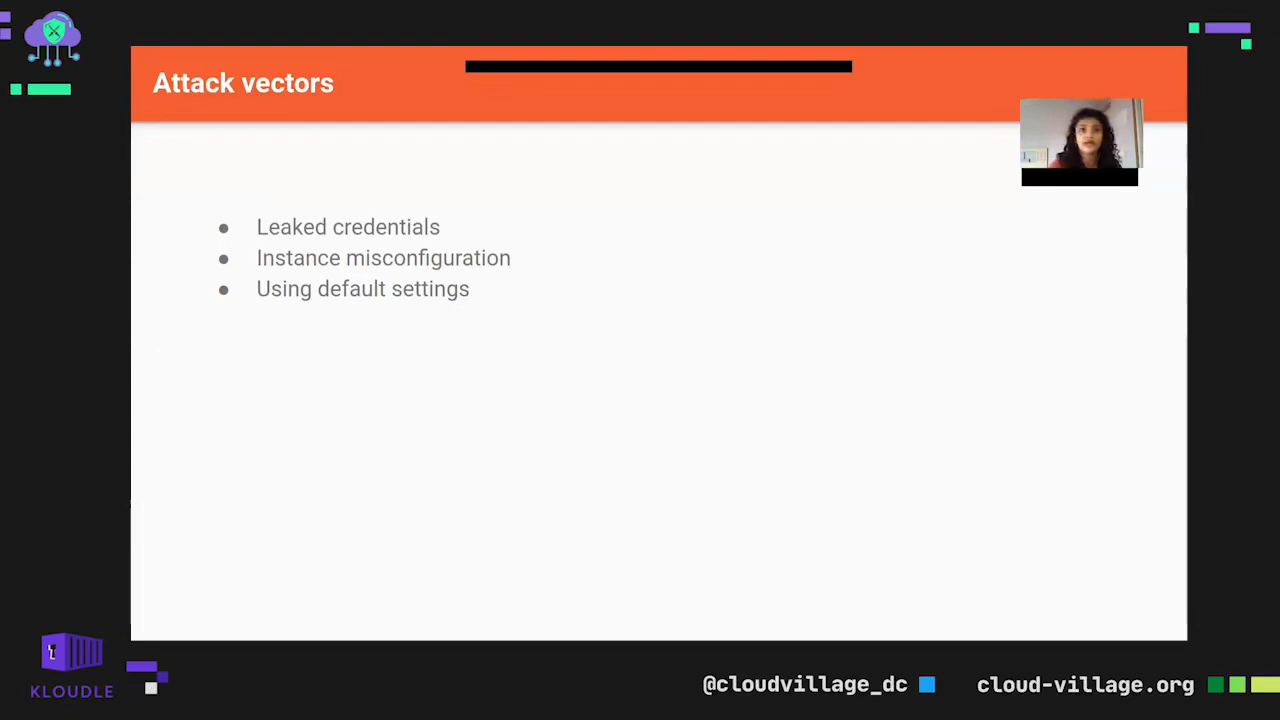 Attack vectors
● Leaked credentials
● Instance misconfiguration
● Using default settings
KLOUDLE
@cloudvillage_dc
cloud-village.org